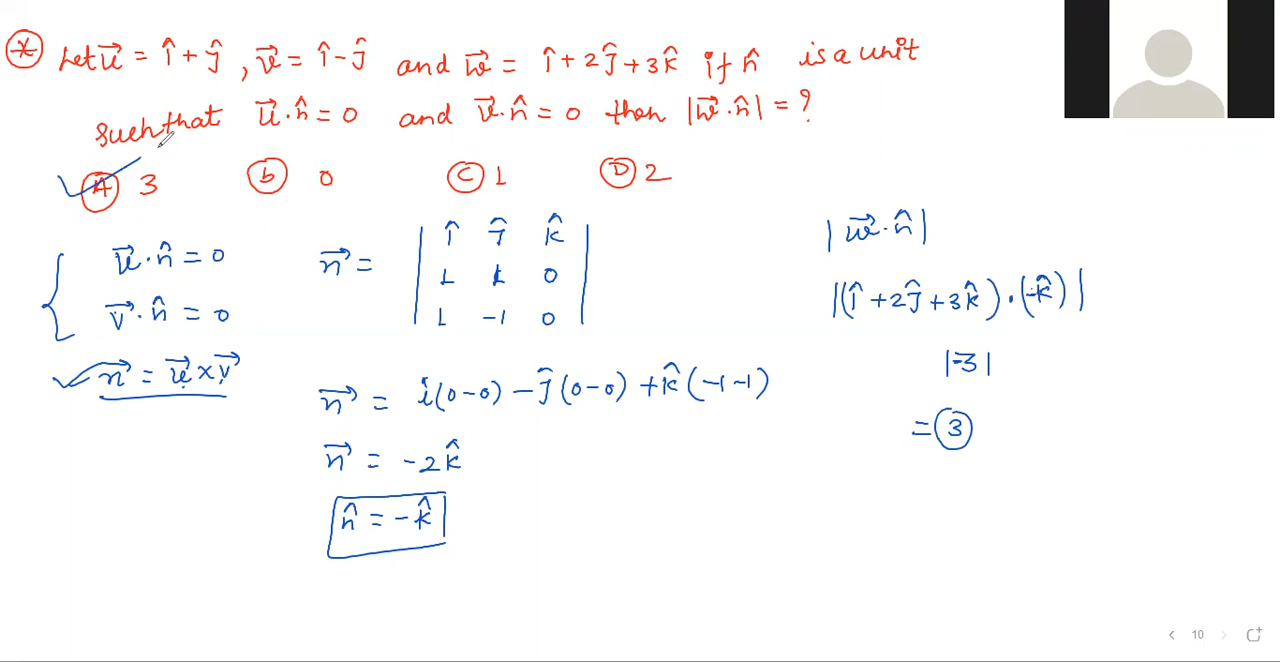 Let u⃗ = î + ĵ , v⃗ = î - ĵ and w⃗ = î + 2ĵ + 3k̂ if n̂ is a unit
such that u⃗ . n̂ = 0 and v⃗ . n̂ = 0 then |w⃗ . n̂| = ?
(A) 3 (b) 0 (C) 1 (D) 2
u⃗ . n̂ = 0
v⃗ . n̂ = 0
n⃗ = u⃗ × v⃗
n⃗ = | î ĵ k̂ |
| 1 1 0 |
| 1 -1 0 |
n⃗ = i(0-0) - ĵ(0-0) + k̂(-1-1)
n⃗ = -2k̂
n̂ = -k̂
|w⃗ . n̂|
|(î + 2ĵ + 3k̂) . (-k̂)|
|-3|
= 3
< 10 >